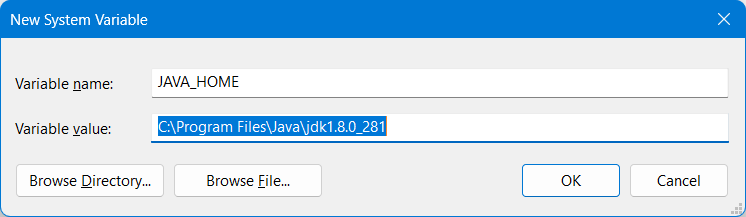 New System Variable
Variable name:
JAVA_HOME
Variable value:
C:\Program Files\Java\jdk1.8.0_281
Browse Directory...
Browse File...
OK
Cancel